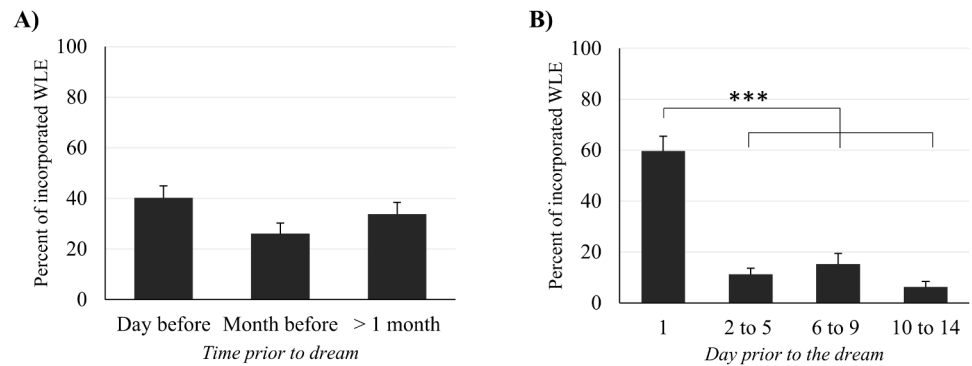 A)
Percent of incorporated WLE
100
80
60
40
20
0
Day before Month before > 1 month
Time prior to dream
B)
Percent of incorporated WLE
100
80
60
40
20
0
***
1 2 to 5 6 to 9 10 to 14
Day prior to the dream